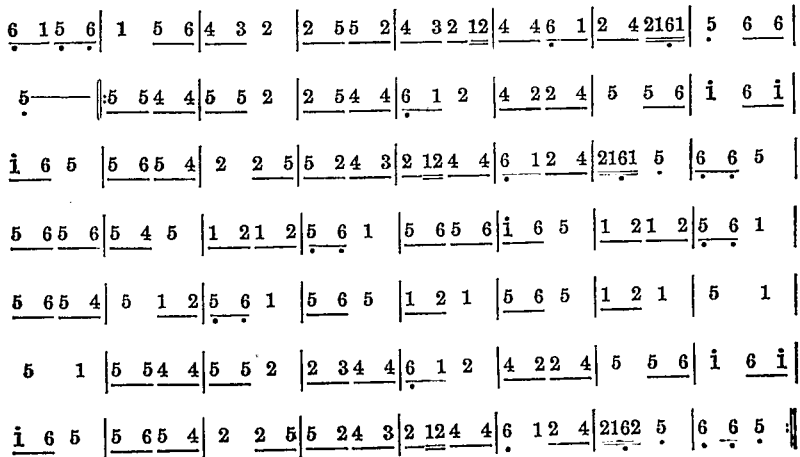 6̣ 1 5̣ 6̣ | 1 5 6 | 4 3 2 | 2 5 5 2 | 4 3 2 12 | 4 4 6̣ 1 | 2 4 216̣1 | 5̣ 6 6 |
5̣ — |: 5 5 4 4 | 5 5 2 | 2 5 4 4 | 6̣ 1 2 | 4 2 2 4 | 5 5 6 | i 6 i |
i 6 5 | 5 6 5 4 | 2 2 5 | 5 2 4 3 | 2 12 4 4 | 6̣ 1 2 4 | 216̣1 5̣ | 6̣ 6̣ 5 |
5 6 5 6 | 5 4 5 | 1 2 1 2 | 5̣ 6̣ 1 | 5 6 5 6 | i 6 5 | 1 2 1 2 | 5̣ 6̣ 1 |
5 6 5 4 | 5 1 2 | 5̣ 6̣ 1 | 5 6 5 | 1 2 1 | 5 6 5 | 1 2 1 | 5 1 |
5 1 | 5 5 4 4 | 5 5 2 | 2 3 4 4 | 6̣ 1 2 | 4 2 2 4 | 5 5 6 | i 6 i |
i 6 5 | 5 6 5 4 | 2 2 5 | 5 2 4 3 | 2 12 4 4 | 6̣ 1 2 4 | 216̣2 5̣ | 6̣ 6̣ 5̣ :|